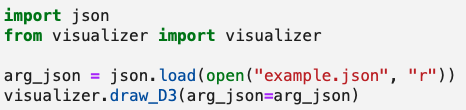 import json
from visualizer import visualizer

arg_json = json.load(open("example.json", "r"))
visualizer.draw_D3(arg_json=arg_json)